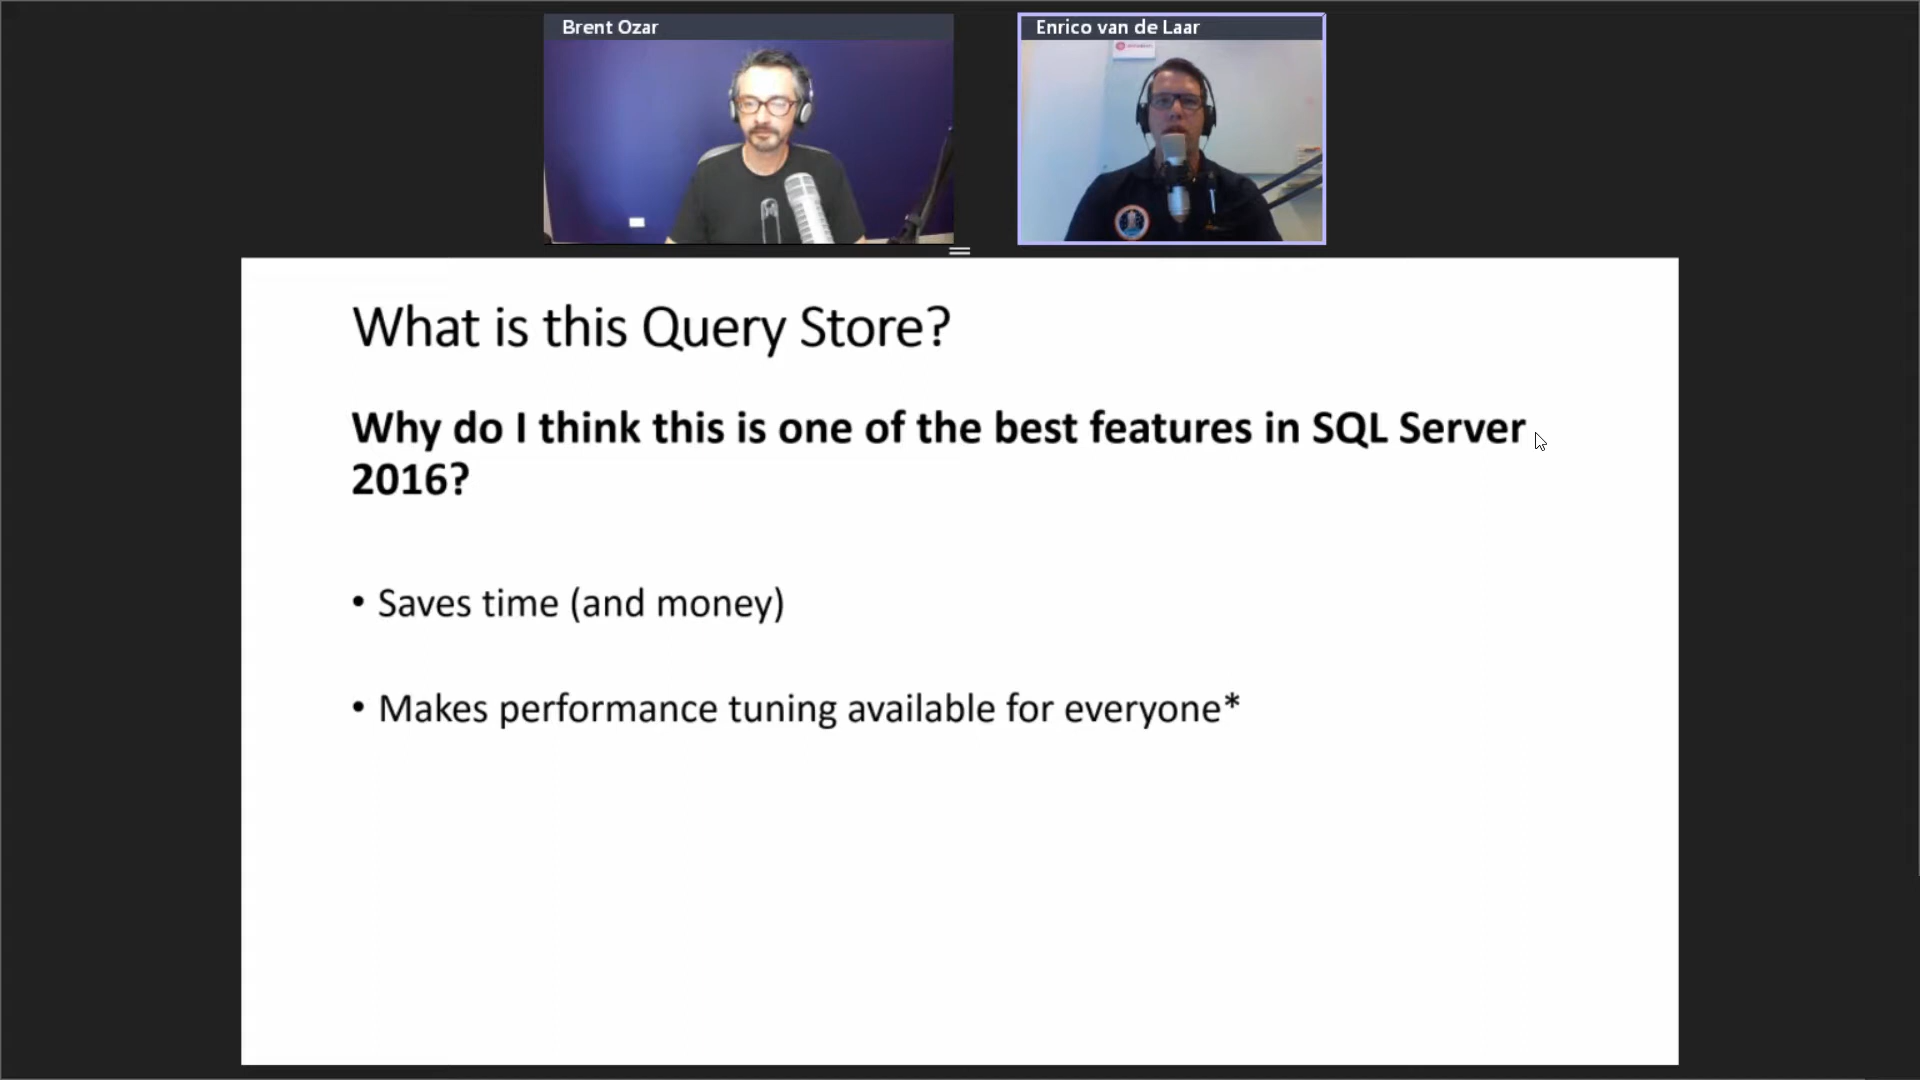 Brent Ozar
Enrico van de Laar
What is this Query Store?
Why do I think this is one of the best features in SQL Server
2016?
• Saves time (and money)
• Makes performance tuning available for everyone*